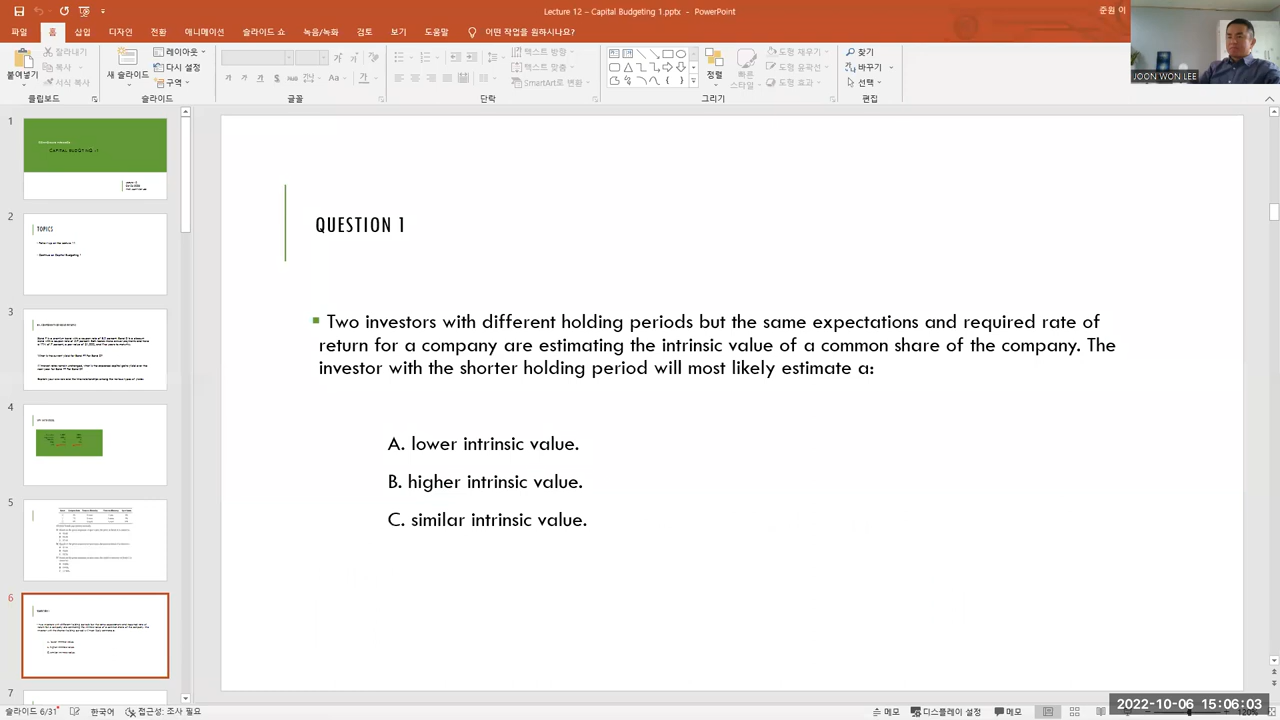 Lecture 12 – Capital Budgeting 1.pptx - PowerPoint
준원 이
파일 홈 삽입 디자인 전환 애니메이션 슬라이드 쇼 녹음/녹화 검토 보기 도움말 어떤 작업을 원하시나요?
붙여넣기
잘라내기
복사
서식 복사
클립보드
새 슬라이드
레이아웃
다시 설정
구역
슬라이드
글꼴
텍스트 방향
텍스트 맞춤
SmartArt로 변환
단락
정렬
빠른 스타일
도형 채우기
도형 윤곽선
도형 효과
그리기
찾기
바꾸기
선택
편집
JOON WON LEE
1
2
TOPICS
3
4
5
6
7
QUESTION 1
Two investors with different holding periods but the same expectations and required rate of
return for a company are estimating the intrinsic value of a common share of the company. The
investor with the shorter holding period will most likely estimate a:
A. lower intrinsic value.
B. higher intrinsic value.
C. similar intrinsic value.
슬라이드 6/31 한국어 접근성: 조사 필요
메모 디스플레이 설정 메모
2022-10-06 15:06:03